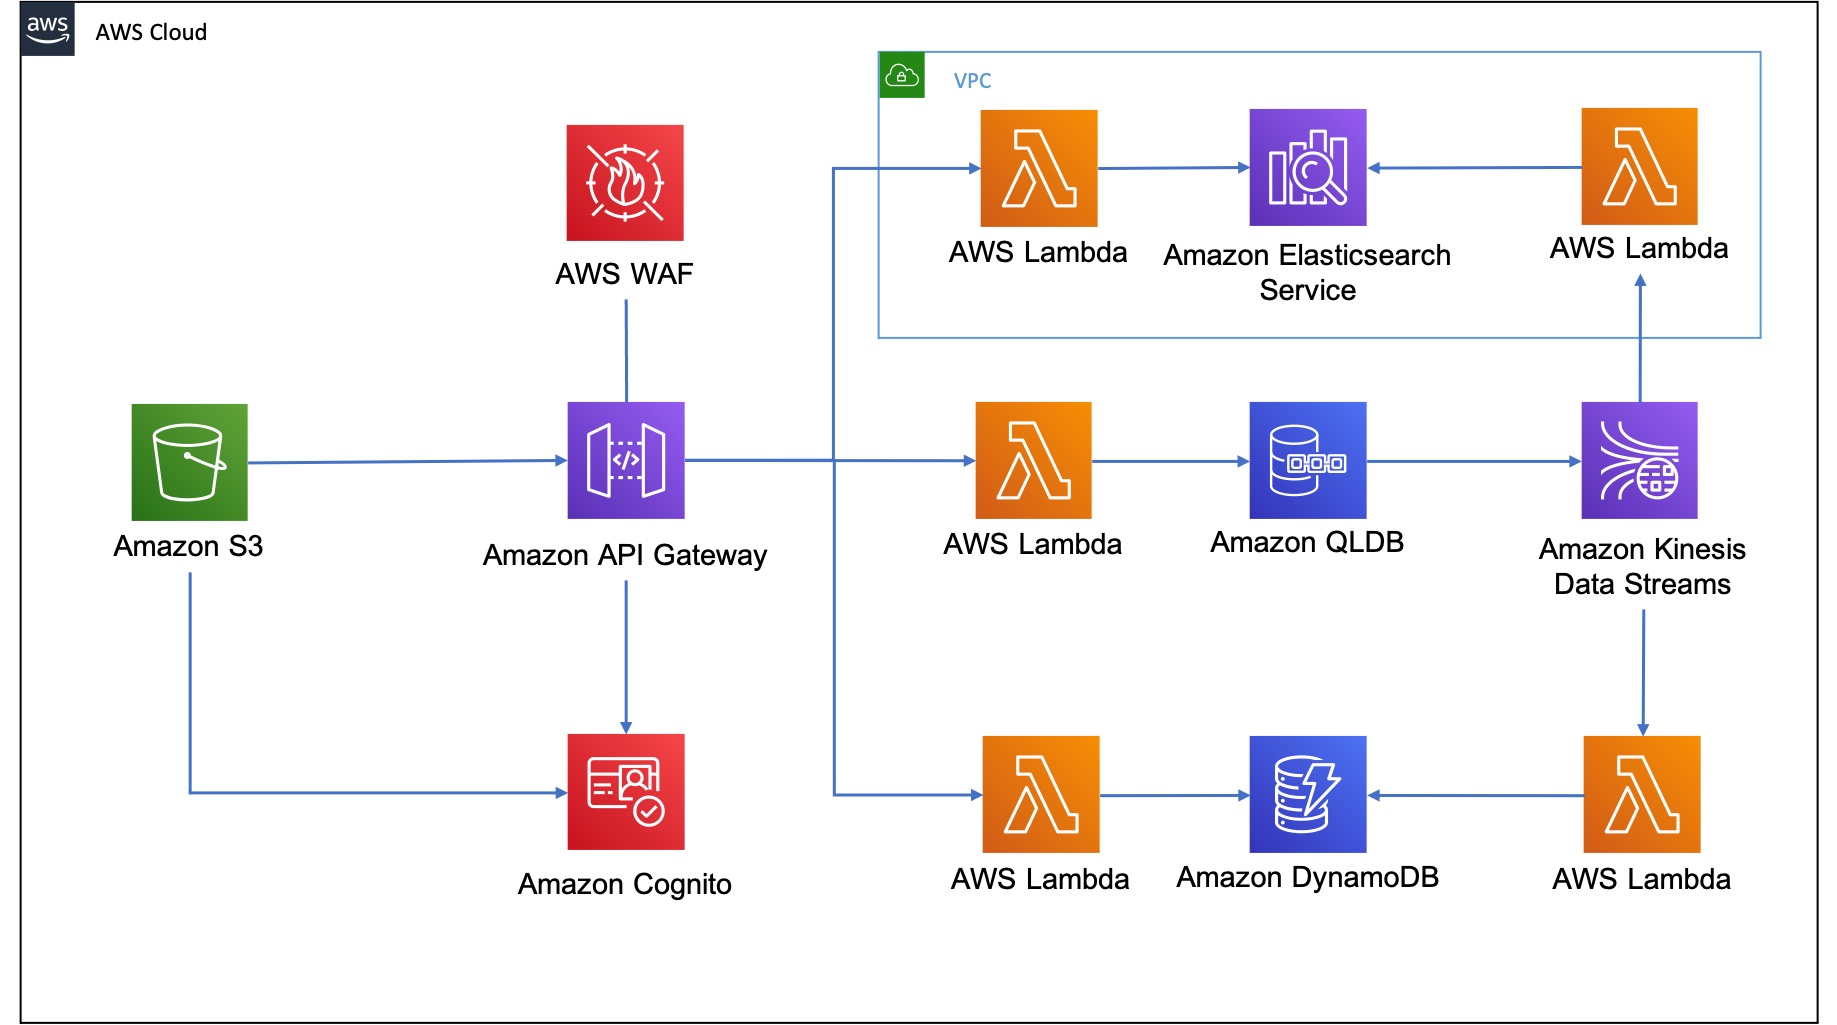 aws
AWS Cloud
VPC
AWS Lambda
Amazon Elasticsearch
Service
AWS Lambda
AWS WAF
Amazon S3
</>
Amazon API Gateway
AWS Lambda
Amazon QLDB
Amazon Kinesis
Data Streams
Amazon Cognito
AWS Lambda
Amazon DynamoDB
AWS Lambda